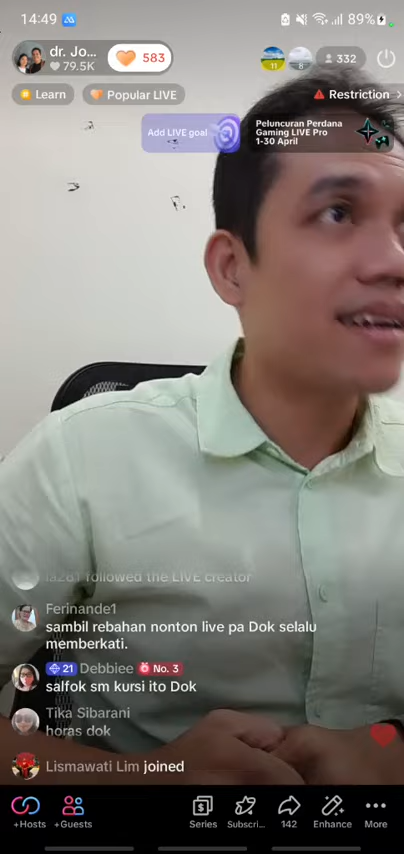 14:49
89%
dr. Jo...
79.5K
583
11
8
332
Learn
Popular LIVE
Restriction
Add LIVE goal
Peluncuran Perdana
Gaming LIVE Pro
1-30 April
followed the LIVE creator
Ferinande1
sambil rebahan nonton live pa Dok selalu
memberkati.
21 Debbiee No. 3
salfok sm kursi ito Dok
Tika Sibarani
horas dok
Lismawati Lim joined
+Hosts
+Guests
Series
Subscri...
142
Enhance
More